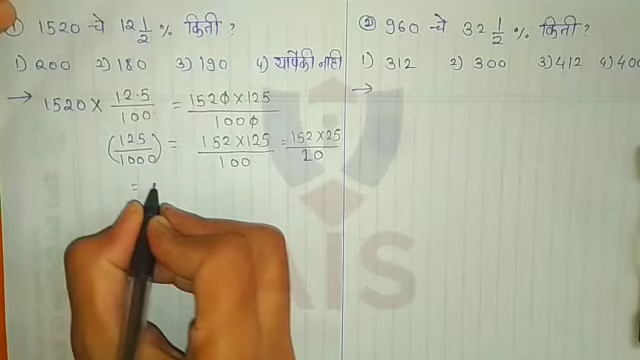 ① 1520 चे 12 1/2 % किती ?
1) 200 2) 180 3) 190 4) यापैकी नाही
→ 1520 × 12.5/100 = 1520 × 125/1000
(125/1000) = 152 × 125/100 = 152 × 25/20
=
② 960 चे 32 1/2 % किती ?
1) 312 2) 300 3) 412 4) 400
→
AIS